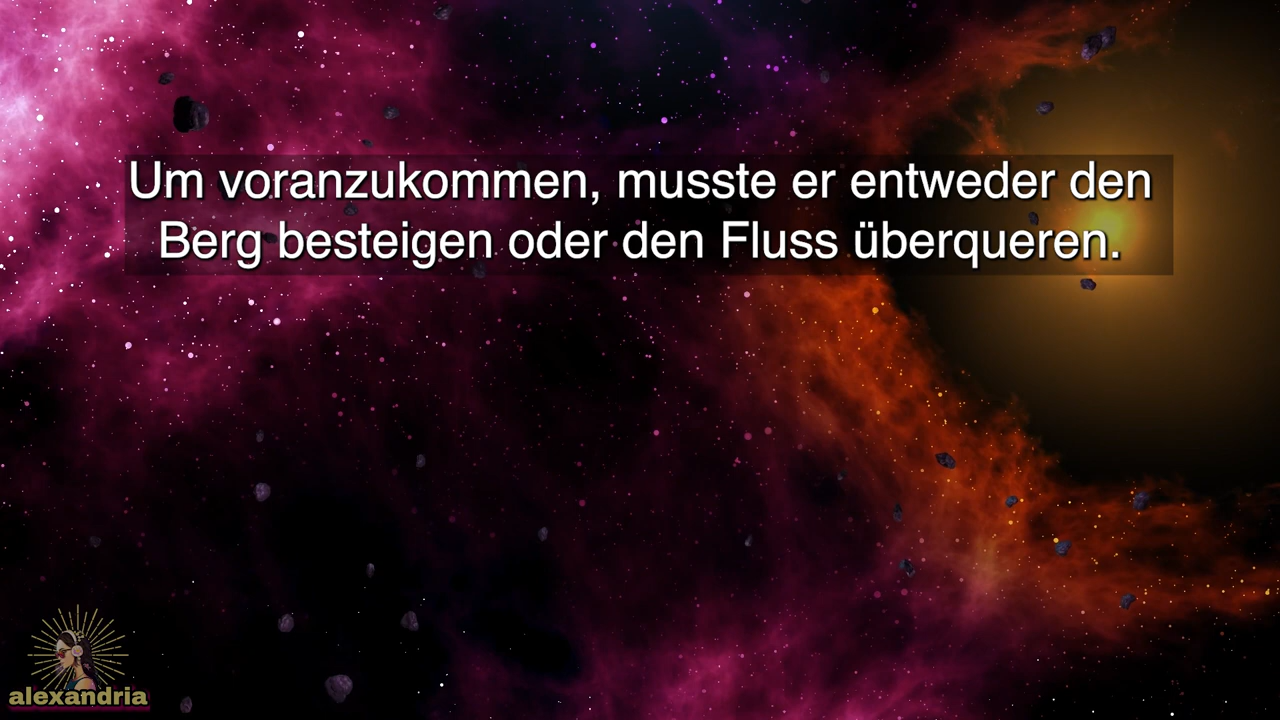 Um voranzukommen, musste er entweder den
Berg besteigen oder den Fluss überqueren.
alexandria